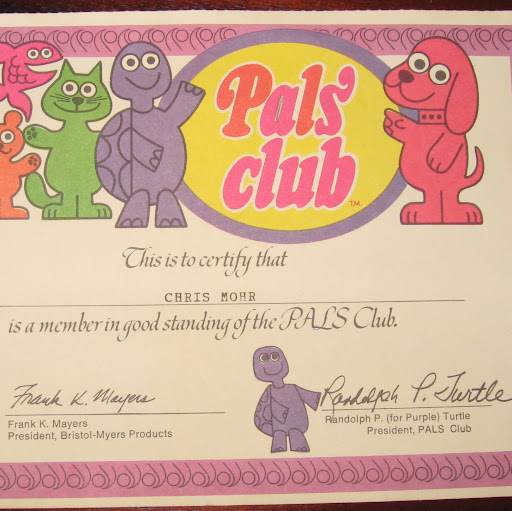 Pals'
club
TM.
This is to certify that
CHRIS MOHR
is a member in good standing of the PALS Club.
Frank K. Mayers
Frank K. Mayers
President, Bristol-Myers Products
Randolph P. Turtle
Randolph P. (for Purple) Turtle
President, PALS Club